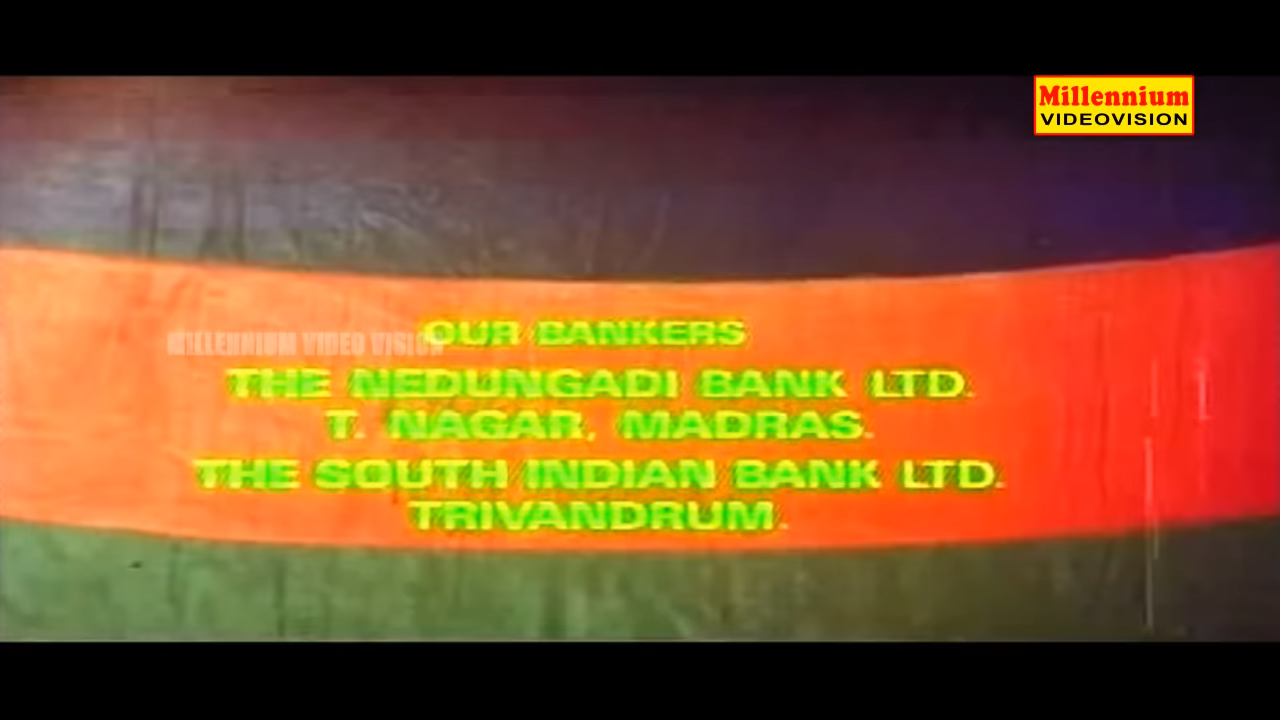 Millennium
VIDEOVISION
OUR BANKERS
MILLENNIUM VIDEO VISION
THE NEDUNGADI BANK LTD.
T. NAGAR, MADRAS.
THE SOUTH INDIAN BANK LTD.
TRIVANDRUM.